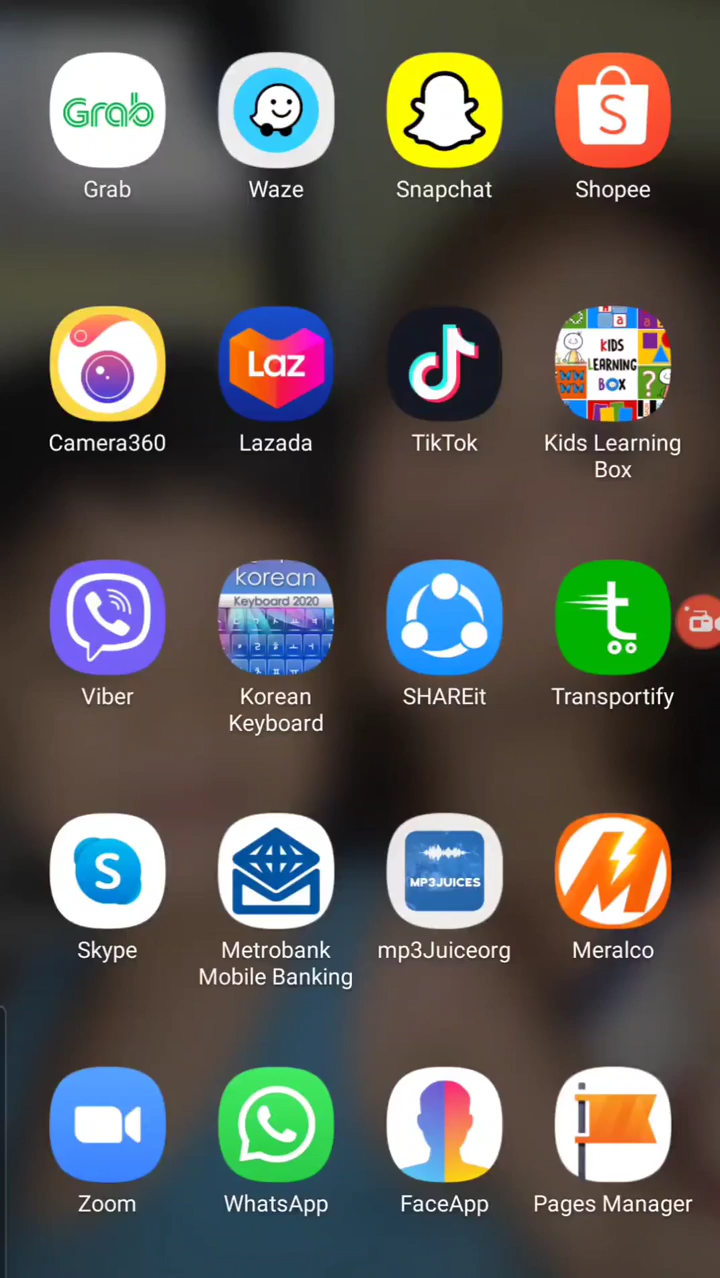 Grab
Grab Waze Snapchat Shopee
S
Laz
KIDS
LEARNING
BOX
?
a
Camera360 Lazada TikTok Kids Learning
Box
korean
Keyboard 2020
t
Viber Korean SHAREit Transportify
Keyboard
S
MP3JUICES
M
Skype Metrobank mp3Juiceorg Meralco
Mobile Banking
Zoom WhatsApp FaceApp Pages Manager